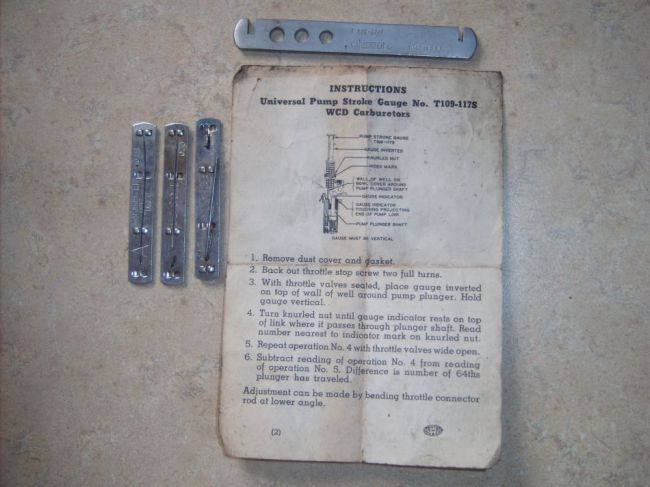 INSTRUCTIONS
Universal Pump Stroke Gauge No. T109-117S
WCD Carburetors
PUMP STROKE GAUGE
T109-117S
GAUGE INVERTED
KNURLED NUT
INDEX MARK
WALL OF WELL ON
BOWL COVER AROUND
PUMP PLUNGER SHAFT
GAUGE INDICATOR
GAUGE INDICATOR
TOUCHING PROJECTING
END OF PUMP LINK
PUMP PLUNGER SHAFT
GAUGE MUST BE VERTICAL
1. Remove dust cover and gasket.
2. Back out throttle stop screw two full turns.
3. With throttle valves seated, place gauge inverted
on top of wall of well around pump plunger. Hold
gauge vertical.
4. Turn knurled nut until gauge indicator rests on top
of link where it passes through plunger shaft. Read
number nearest to indicator mark on knurled nut.
5. Repeat operation No. 4 with throttle valves wide open.
6. Subtract reading of operation No. 4 from reading
of operation No. 5. Difference is number of 64ths
plunger has traveled.
Adjustment can be made by bending throttle connector
rod at lower angle.
(2)